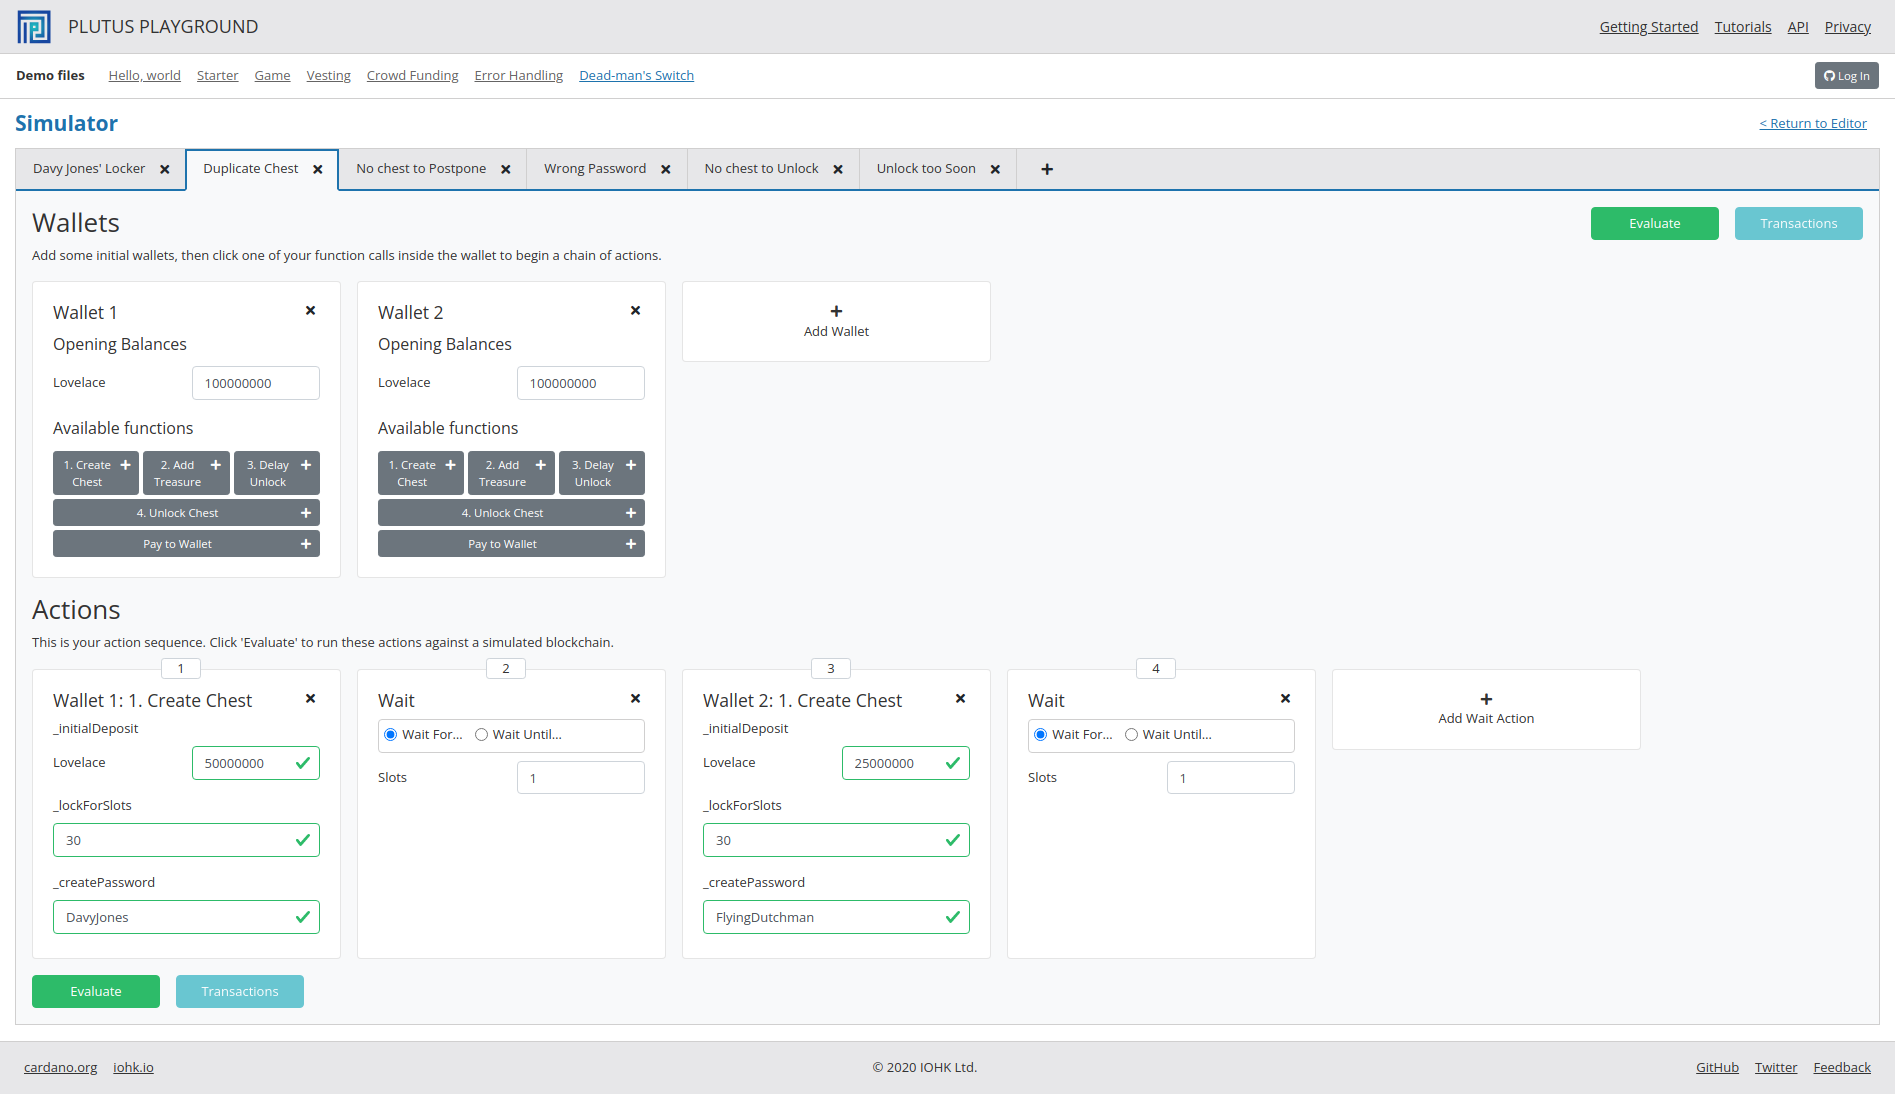 PLUTUS PLAYGROUND
Getting Started Tutorials API Privacy
Demo files Hello, world Starter Game Vesting Crowd Funding Error Handling Dead-man's Switch
Log In
Simulator
< Return to Editor
Davy Jones' Locker Duplicate Chest No chest to Postpone Wrong Password No chest to Unlock Unlock too Soon
Wallets
Evaluate Transactions
Add some initial wallets, then click one of your function calls inside the wallet to begin a chain of actions.
Wallet 1
Opening Balances
Lovelace 100000000
Available functions
1. Create Chest
2. Add Treasure
3. Delay Unlock
4. Unlock Chest
Pay to Wallet
Wallet 2
Opening Balances
Lovelace 100000000
Available functions
1. Create Chest
2. Add Treasure
3. Delay Unlock
4. Unlock Chest
Pay to Wallet
Add Wallet
Actions
This is your action sequence. Click 'Evaluate' to run these actions against a simulated blockchain.
1
Wallet 1: 1. Create Chest
_initialDeposit
Lovelace 50000000
_lockForSlots
30
_createPassword
DavyJones
2
Wait
Wait For... Wait Until...
Slots 1
3
Wallet 2: 1. Create Chest
_initialDeposit
Lovelace 25000000
_lockForSlots
30
_createPassword
FlyingDutchman
4
Wait
Wait For... Wait Until...
Slots 1
Add Wait Action
Evaluate Transactions
cardano.org iohk.io
© 2020 IOHK Ltd.
GitHub Twitter Feedback